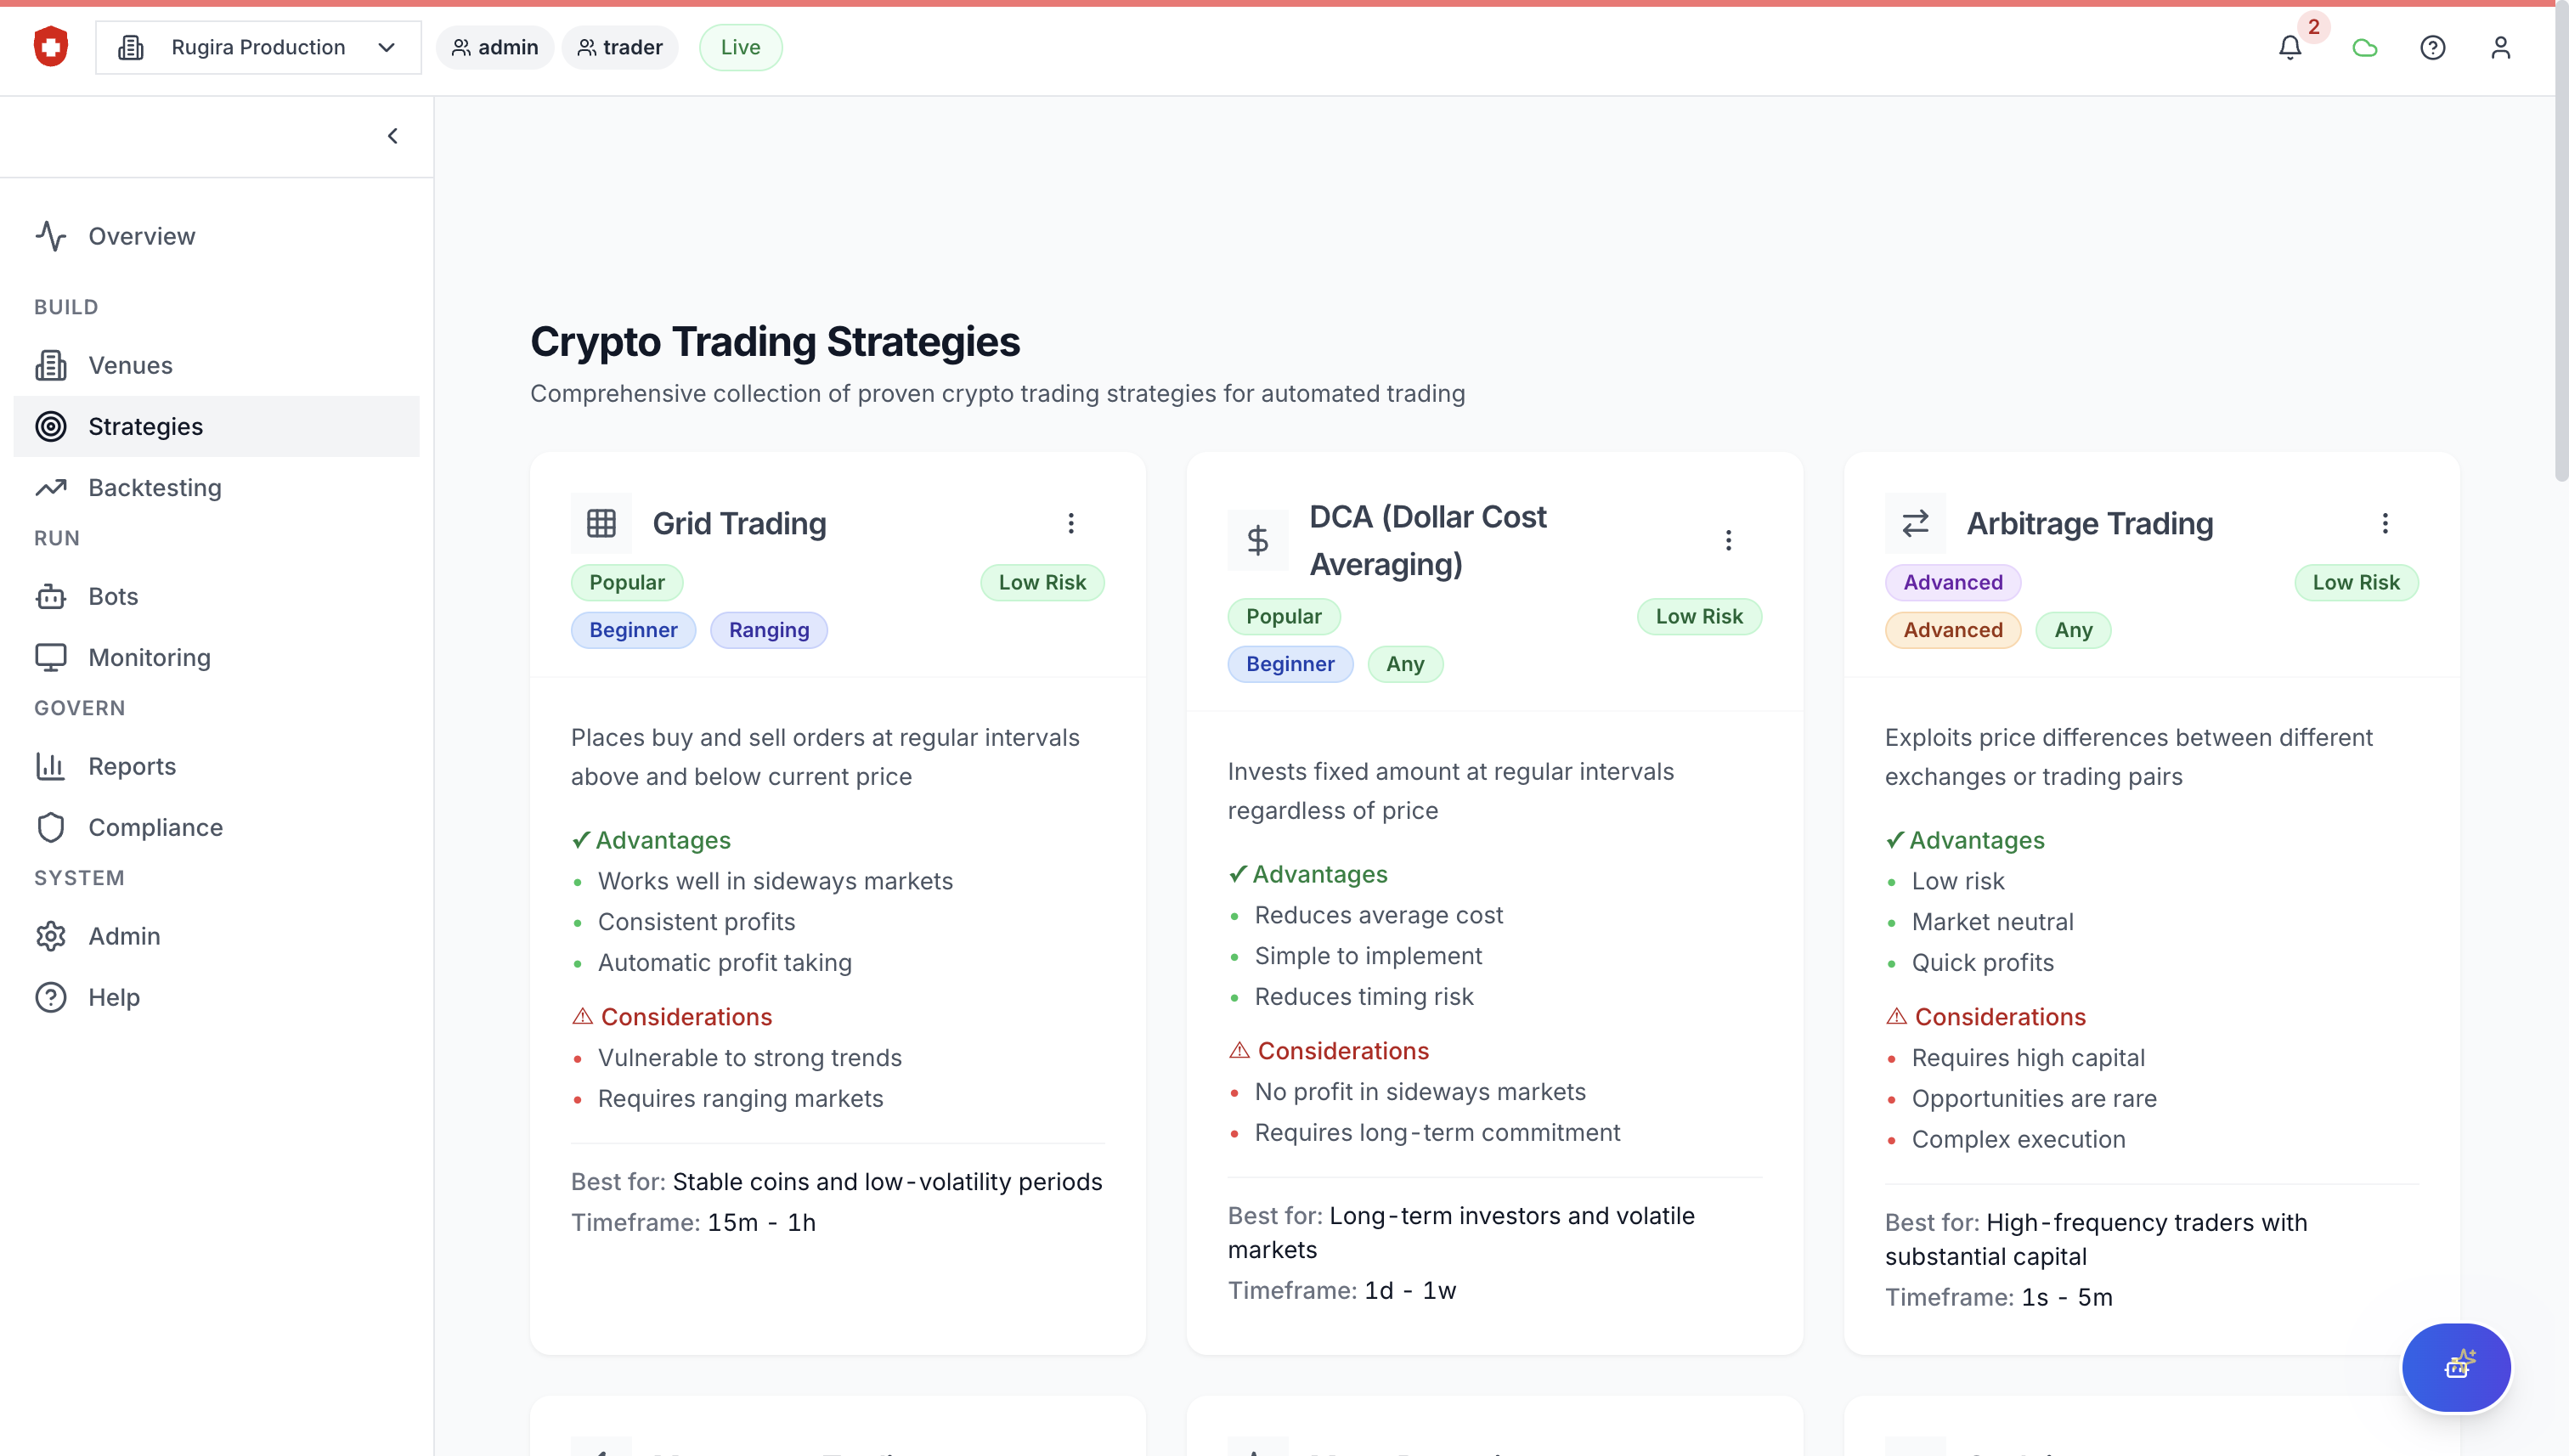 Rugira Production
admin
trader
Live
2
Overview
BUILD
Venues
Strategies
Backtesting
RUN
Bots
Monitoring
GOVERN
Reports
Compliance
SYSTEM
Admin
Help
Crypto Trading Strategies
Comprehensive collection of proven crypto trading strategies for automated trading
Grid Trading
Popular
Low Risk
Beginner
Ranging
Places buy and sell orders at regular intervals
above and below current price
✓ Advantages
• Works well in sideways markets
• Consistent profits
• Automatic profit taking
⚠ Considerations
• Vulnerable to strong trends
• Requires ranging markets
Best for: Stable coins and low-volatility periods
Timeframe: 15m - 1h
DCA (Dollar Cost
Averaging)
Popular
Low Risk
Beginner
Any
Invests fixed amount at regular intervals
regardless of price
✓ Advantages
• Reduces average cost
• Simple to implement
• Reduces timing risk
⚠ Considerations
• No profit in sideways markets
• Requires long-term commitment
Best for: Long-term investors and volatile
markets
Timeframe: 1d - 1w
Arbitrage Trading
Advanced
Low Risk
Advanced
Any
Exploits price differences between different
exchanges or trading pairs
✓ Advantages
• Low risk
• Market neutral
• Quick profits
⚠ Considerations
• Requires high capital
• Opportunities are rare
• Complex execution
Best for: High-frequency traders with
substantial capital
Timeframe: 1s - 5m